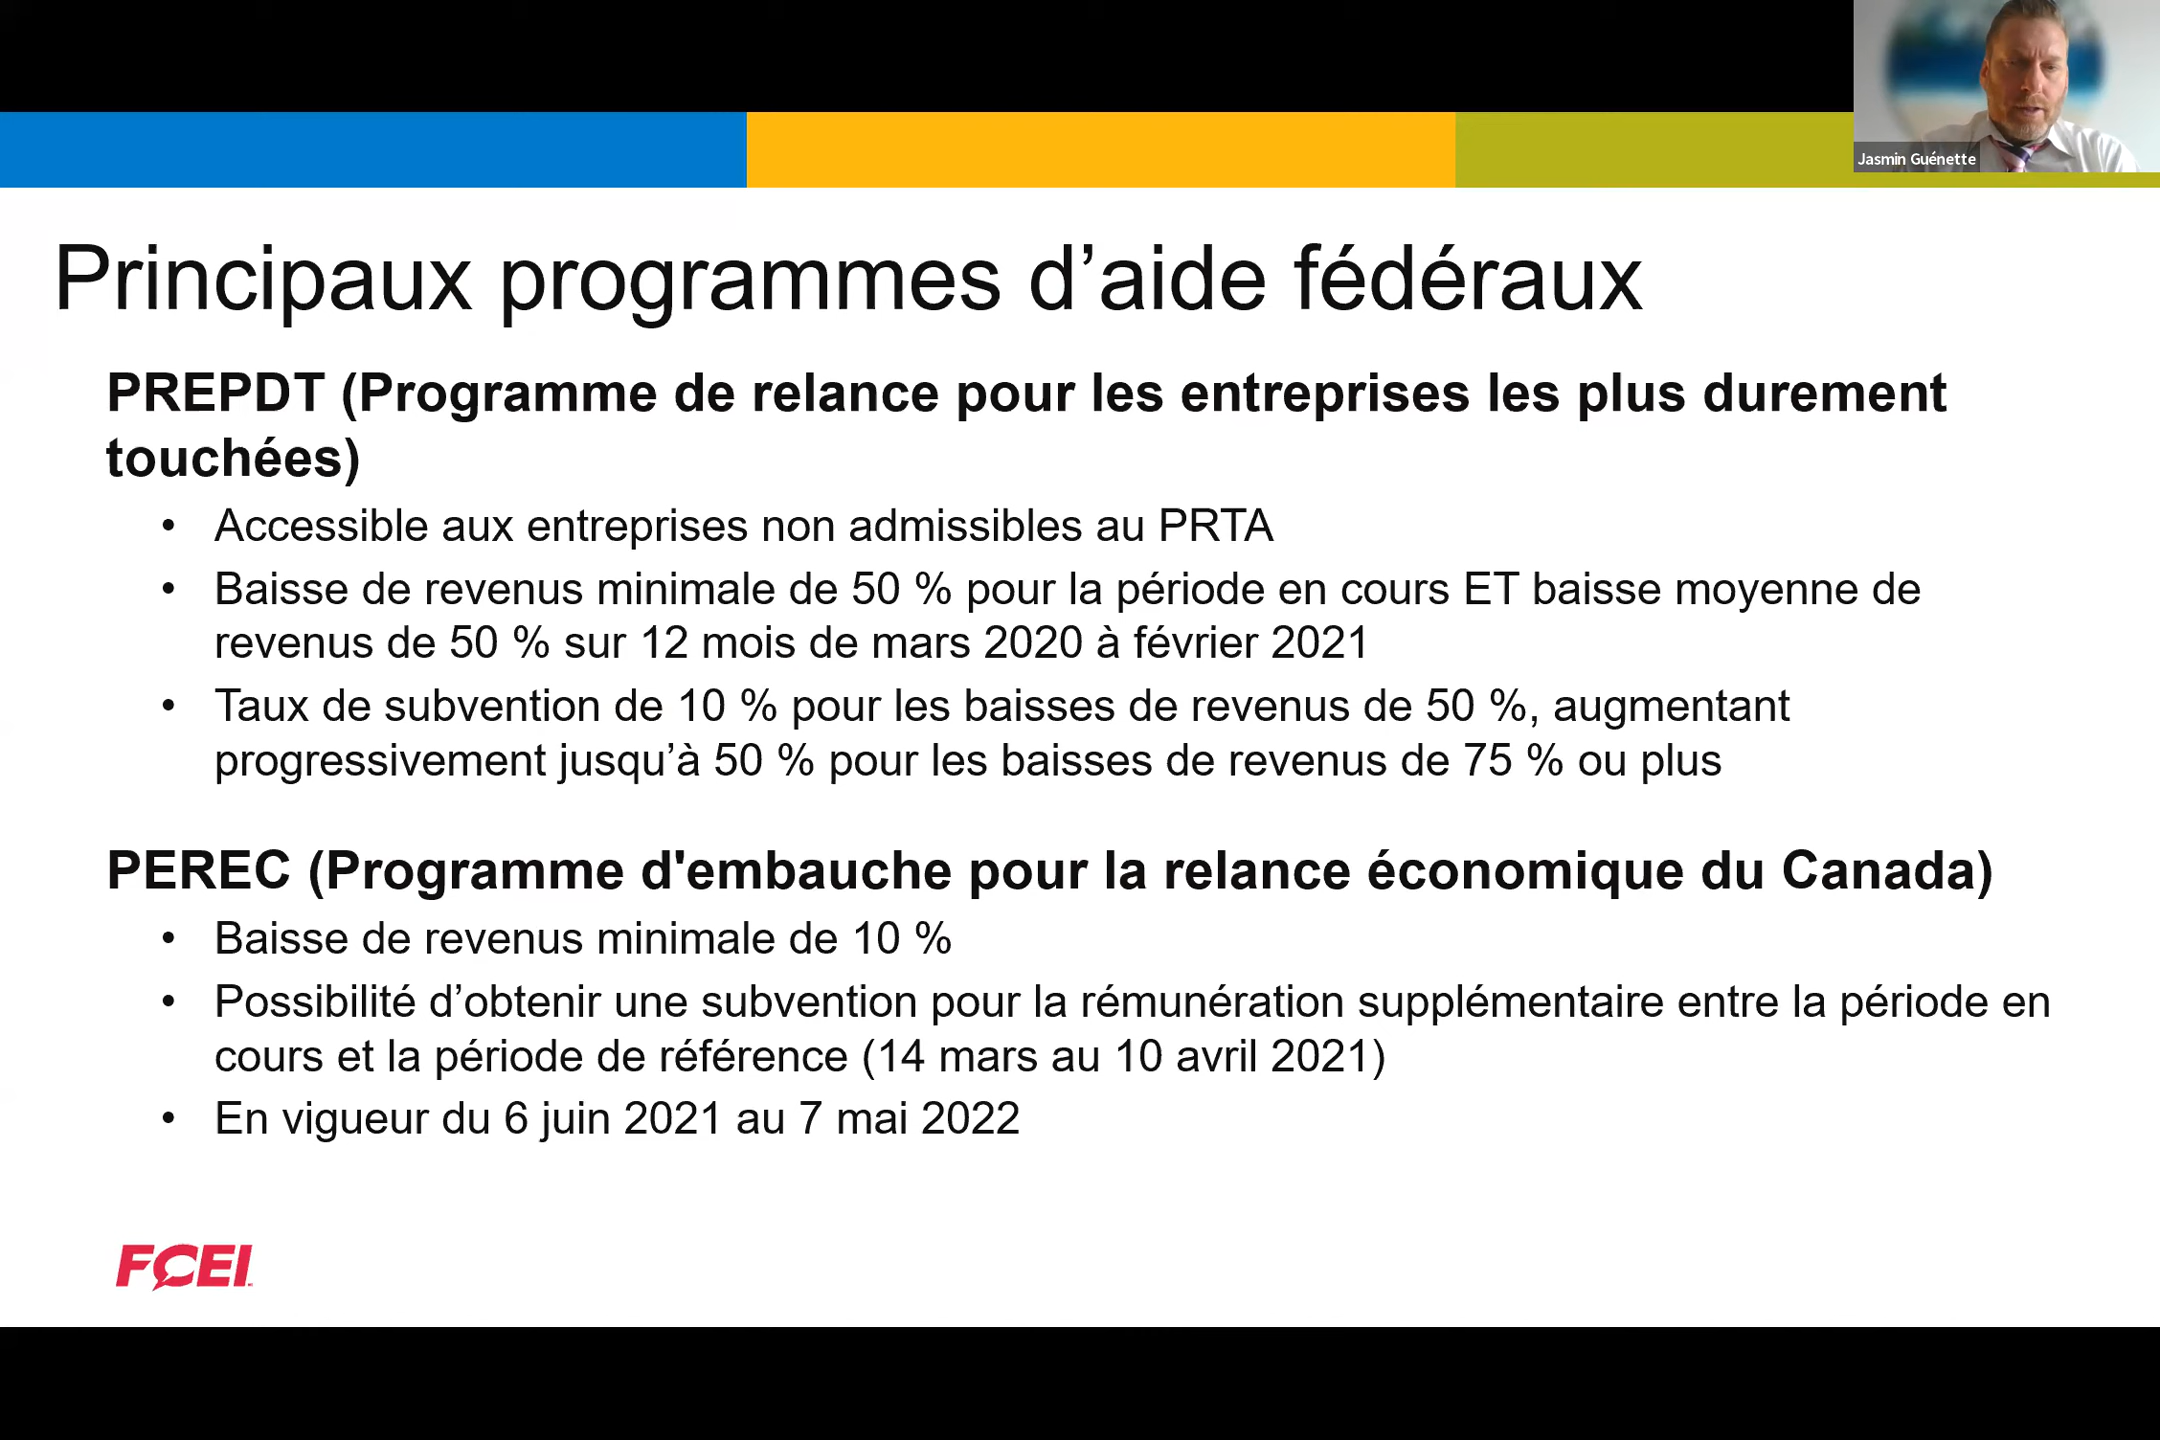 Jasmin Guénette
Principaux programmes d’aide fédéraux
PREPDT (Programme de relance pour les entreprises les plus durement
touchées)
• Accessible aux entreprises non admissibles au PRTA
• Baisse de revenus minimale de 50 % pour la période en cours ET baisse moyenne de
revenus de 50 % sur 12 mois de mars 2020 à février 2021
• Taux de subvention de 10 % pour les baisses de revenus de 50 %, augmentant
progressivement jusqu’à 50 % pour les baisses de revenus de 75 % ou plus
PEREC (Programme d'embauche pour la relance économique du Canada)
• Baisse de revenus minimale de 10 %
• Possibilité d’obtenir une subvention pour la rémunération supplémentaire entre la période en
cours et la période de référence (14 mars au 10 avril 2021)
• En vigueur du 6 juin 2021 au 7 mai 2022
FCEI